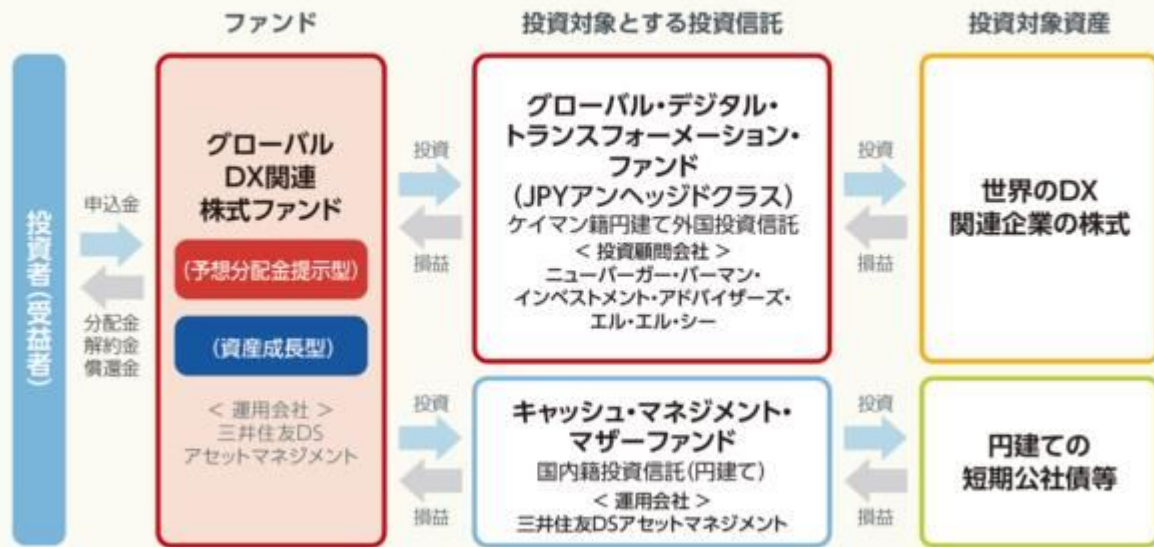 ファンド
投資対象とする投資信託
投資対象資産
投資者(受益者)
申込金
分配金
解約金
償還金
グローバル
DX関連
株式ファンド
(予想分配金提示型)
(資産成長型)
＜ 運用会社 ＞
三井住友DS
アセットマネジメント
投資
損益
グローバル・デジタル・
トランスフォーメーション・
ファンド
(JPYアンヘッジドクラス)
ケイマン籍円建て外国投資信託
＜ 投資顧問会社 ＞
ニューバーガー・バーマン・
インベストメント・アドバイザーズ・
エル・エル・シー
投資
損益
世界のDX
関連企業の株式
投資
損益
キャッシュ・マネジメント・
マザーファンド
国内籍投資信託(円建て)
＜ 運用会社 ＞
三井住友DSアセットマネジメント
投資
損益
円建ての
短期公社債等